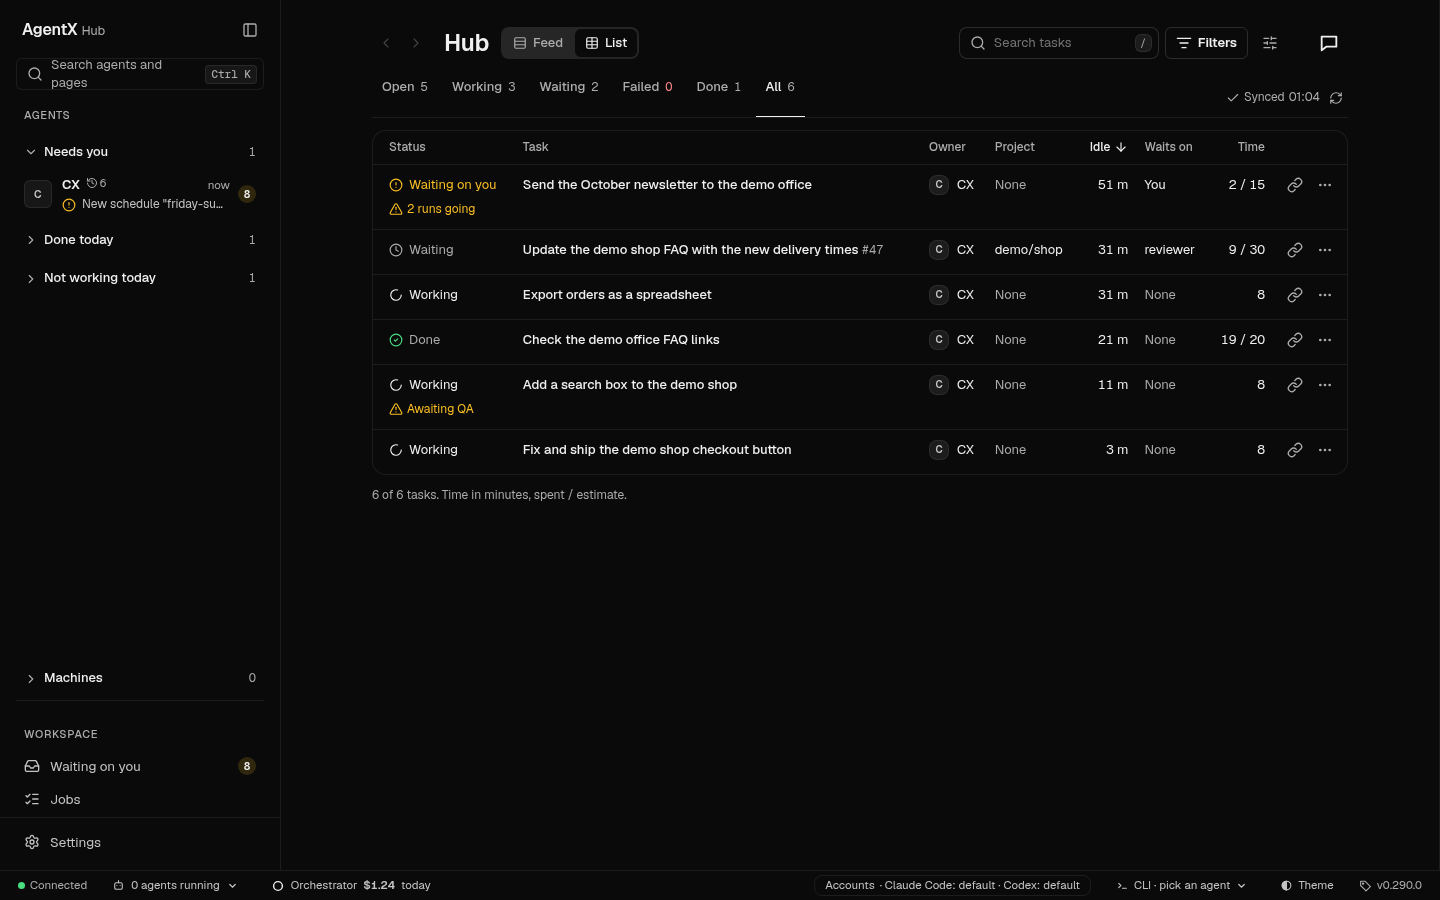 AgentX Hub
Search agents and pages
Ctrl K
AGENTS
Needs you 1
C CX 6 now
New schedule "friday-su... 8
Done today 1
Not working today 1
Machines 0
WORKSPACE
Waiting on you 8
Jobs
Settings
Hub Feed List
Search tasks /
Filters
Open 5 Working 3 Waiting 2 Failed 0 Done 1 All 6
Synced 01:04
Status Task Owner Project Idle Waits on Time
Waiting on you Send the October newsletter to the demo office C CX None 51 m You 2 / 15
2 runs going
Waiting Update the demo shop FAQ with the new delivery times #47 C CX demo/shop 31 m reviewer 9 / 30
Working Export orders as a spreadsheet C CX None 31 m None 8
Done Check the demo office FAQ links C CX None 21 m None 19 / 20
Working Add a search box to the demo shop C CX None 11 m None 8
Awaiting QA
Working Fix and ship the demo shop checkout button C CX None 3 m None 8
6 of 6 tasks. Time in minutes, spent / estimate.
Connected 0 agents running Orchestrator $1.24 today Accounts · Claude Code: default · Codex: default CLI · pick an agent Theme v0.290.0